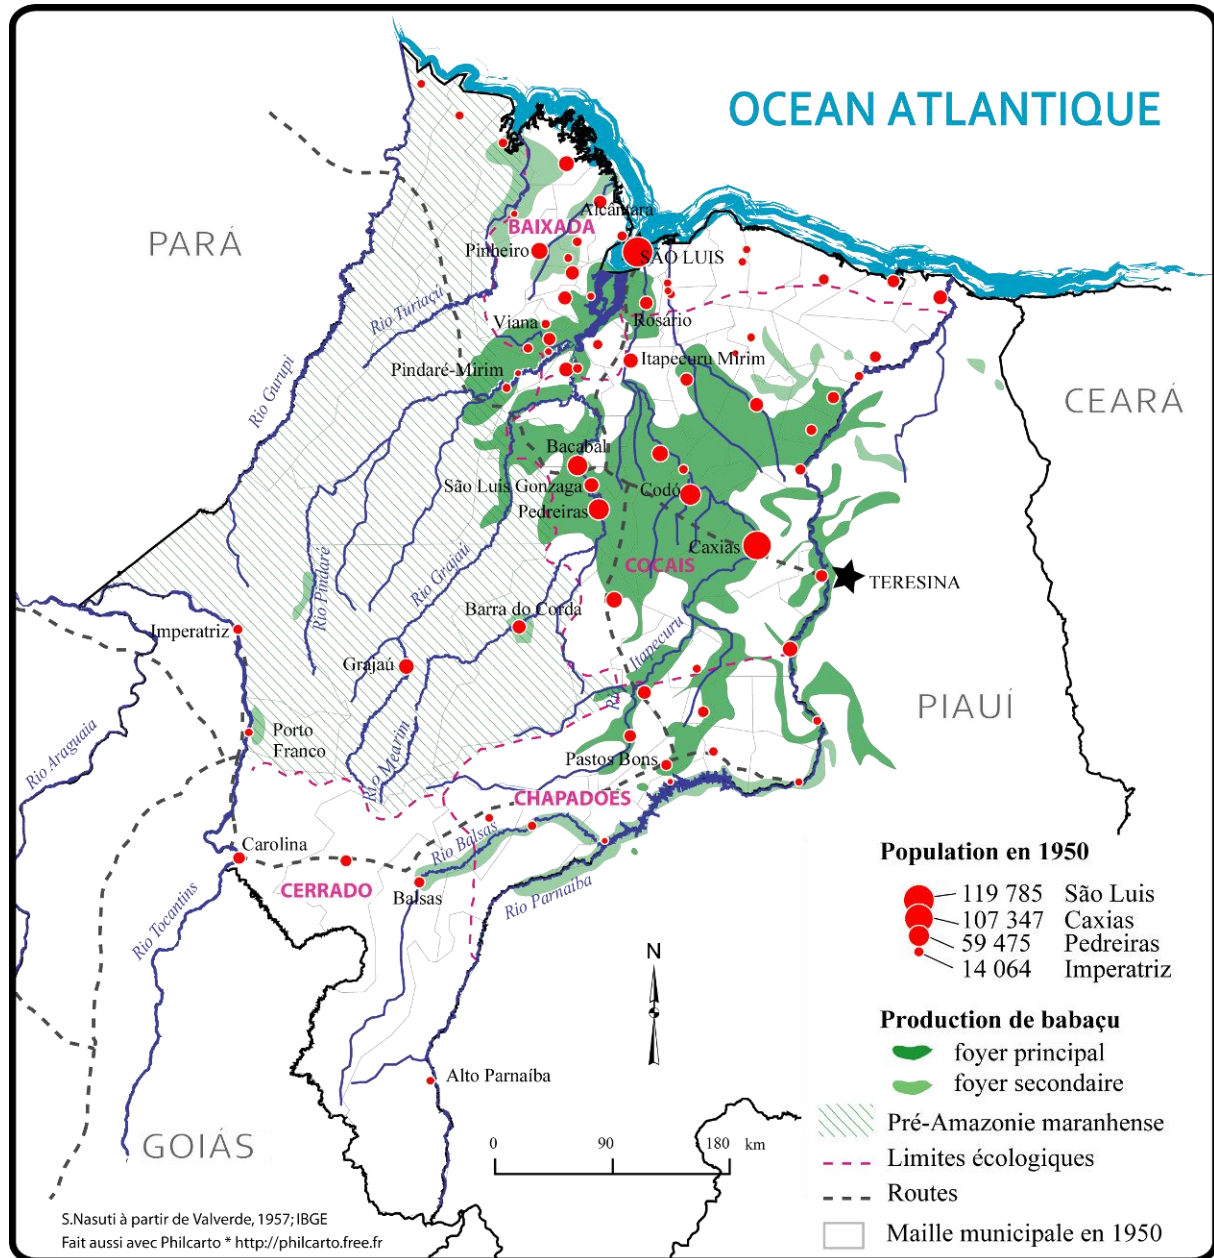 OCEAN ATLANTIQUE
PARÁ
Alcântara
BAIXADA
Pinheiro
SÃO LUIS
Rio Turiaçú
Viana
Rosário
Rio Gurupi
Pindaré-Mirim
Itapecuru Mirim
CEARÁ
Bacabal
São Luis Gonzaga
Codó
Pedreiras
Caxias
COCAIS
TERESINA
Rio Pindaré
Rio Grajaú
Barra do Corda
Imperatriz
Grajaú
Rio Itapecuru
PIAUÍ
Porto
Franco
Rio Araguaia
Rio Mearim
Pastos Bons
CHAPADOES
Carolina
Rio Balsas
CERRADO
Balsas
Rio Parnaíba
Rio Tocantins
Alto Parnaíba
GOIÁS
N
0 90 180 km
Population en 1950
119 785 São Luis
107 347 Caxias
59 475 Pedreiras
14 064 Imperatriz
Production de babaçu
foyer principal
foyer secondaire
Pré-Amazonie maranhense
Limites écologiques
Routes
Maille municipale en 1950
S.Nasuti à partir de Valverde, 1957; IBGE
Fait aussi avec Philcarto * http://philcarto.free.fr